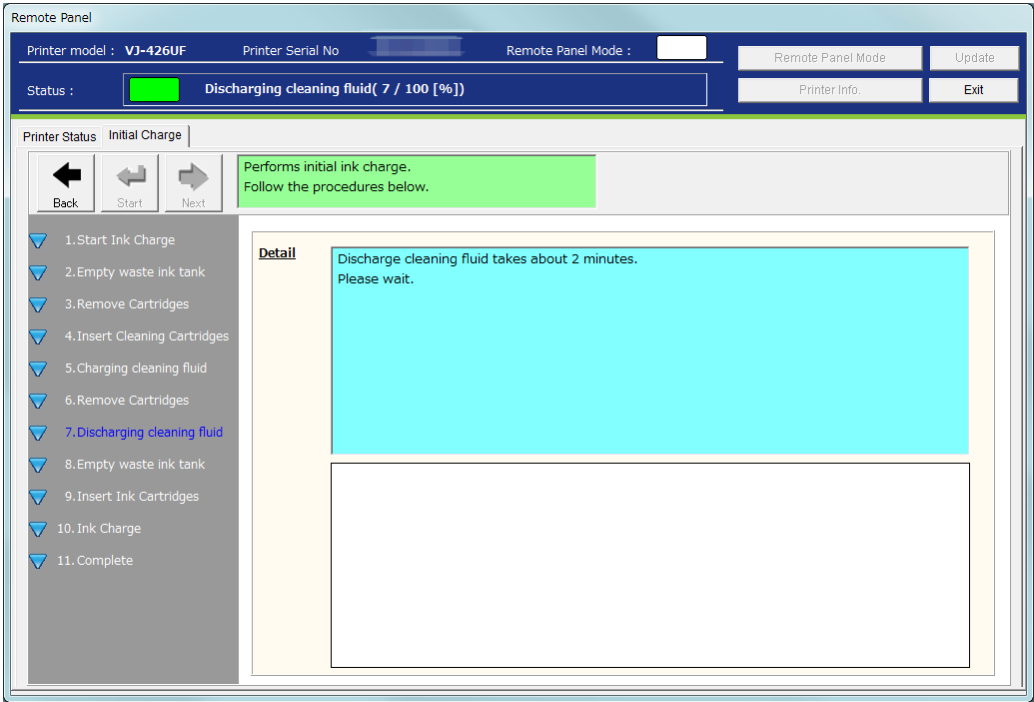 Remote Panel
Printer model : VJ-426UF Printer Serial No Remote Panel Mode :
Remote Panel Mode Update
Status : Discharging cleaning fluid( 7 / 100 [%])
Printer Info. Exit
Printer Status Initial Charge
Back Start Next
Performs initial ink charge.
Follow the procedures below.
1.Start Ink Charge
2.Empty waste ink tank
3.Remove Cartridges
4.Insert Cleaning Cartridges
5.Charging cleaning fluid
6.Remove Cartridges
7.Discharging cleaning fluid
8.Empty waste ink tank
9.Insert Ink Cartridges
10.Ink Charge
11.Complete
Detail
Discharge cleaning fluid takes about 2 minutes.
Please wait.